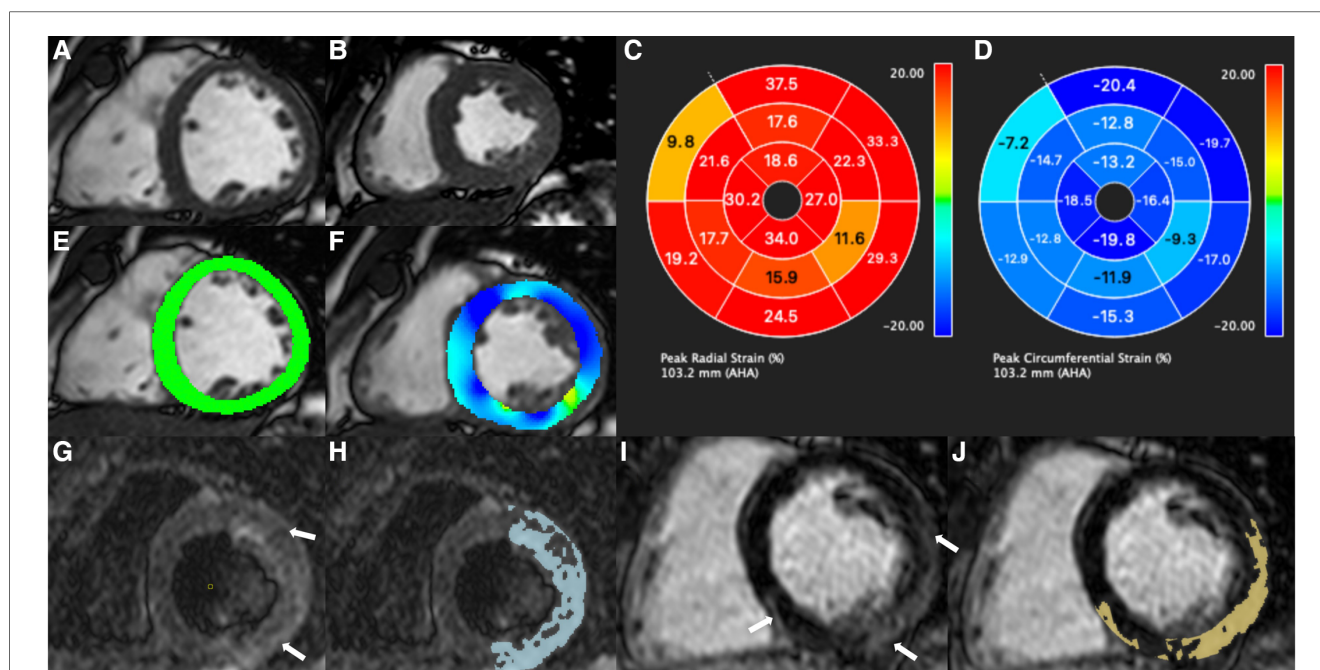 A
B
C
D
20.00
-20.00
37.5
9.8
17.6
33.3
21.6
18.6
22.3
30.2
27.0
17.7
34.0
11.6
19.2
15.9
29.3
24.5
Peak Radial Strain (%)
103.2 mm (AHA)
20.00
-20.00
-20.4
-7.2
-12.8
-19.7
-14.7
-13.2
-15.0
-18.5
-16.4
-12.8
-19.8
-9.3
-12.9
-11.9
-17.0
-15.3
Peak Circumferential Strain (%)
103.2 mm (AHA)
E
F
G
H
I
J